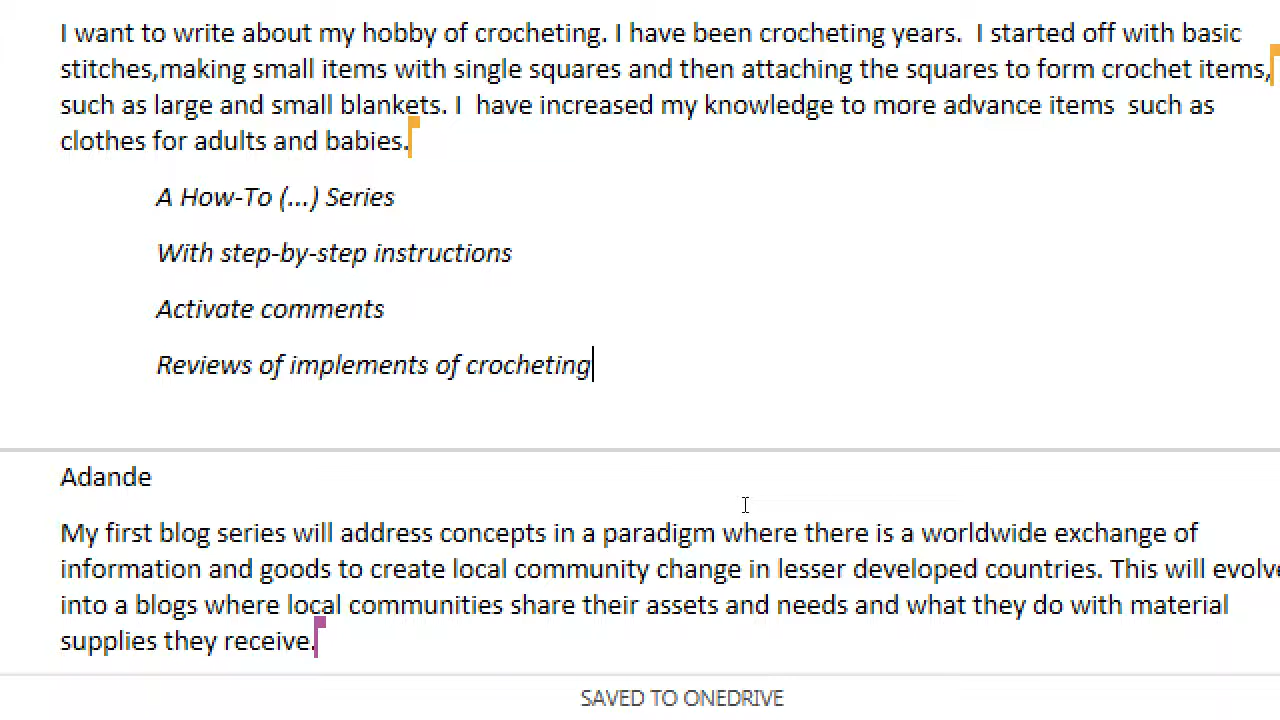 I want to write about my hobby of crocheting. I have been crocheting years.  I started off with basic
stitches,making small items with single squares and then attaching the squares to form crochet items,
such as large and small blankets. I  have increased my knowledge to more advance items  such as
clothes for adults and babies.
A How-To (...) Series
With step-by-step instructions
Activate comments
Reviews of implements of crocheting
Adande
My first blog series will address concepts in a paradigm where there is a worldwide exchange of
information and goods to create local community change in lesser developed countries. This will evolve
into a blogs where local communities share their assets and needs and what they do with material
supplies they receive.
SAVED TO ONEDRIVE